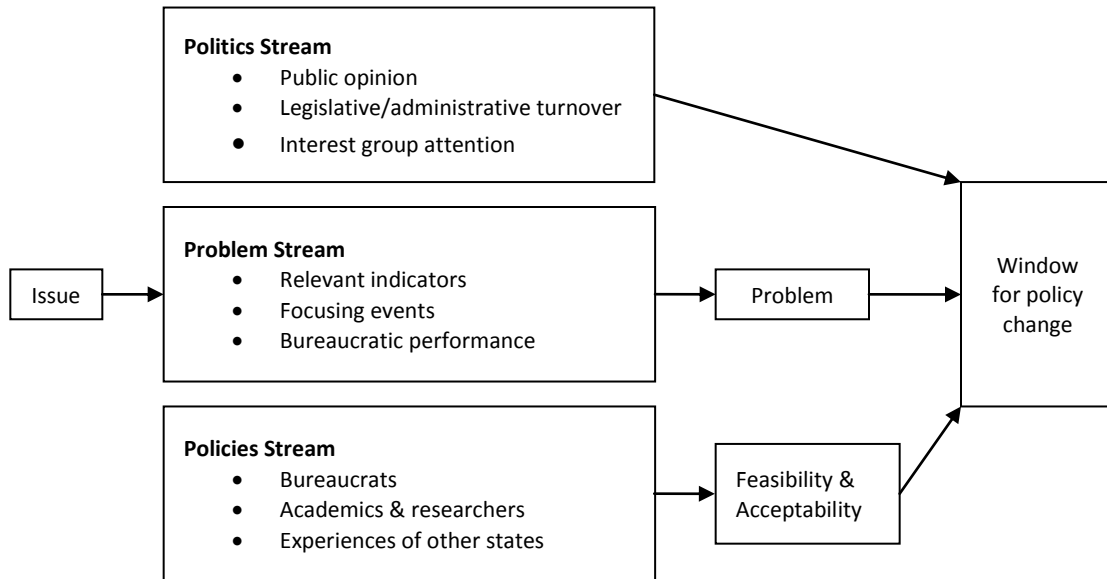 Politics Stream
• Public opinion
• Legislative/administrative turnover
• Interest group attention
Issue
Problem Stream
• Relevant indicators
• Focusing events
• Bureaucratic performance
Problem
Window
for policy
change
Policies Stream
• Bureaucrats
• Academics & researchers
• Experiences of other states
Feasibility &
Acceptability